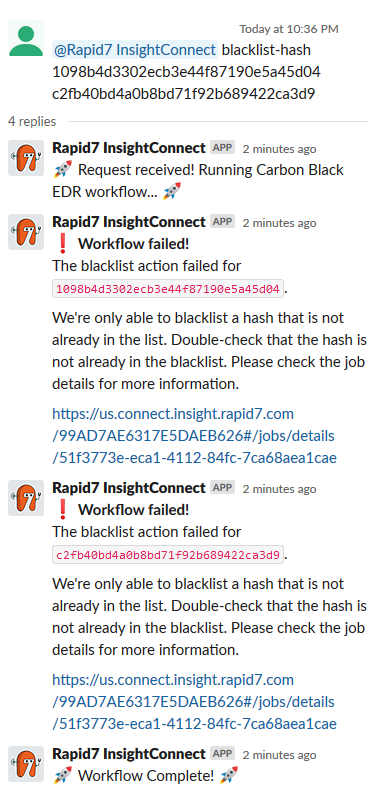 Today at 10:36 PM
@Rapid7 InsightConnect blacklist-hash
1098b4d3302ecb3e44f87190e5a45d04
c2fb40bd4a0b8bd71f92b689422ca3d9
4 replies
Rapid7 InsightConnect APP 2 minutes ago
🚀 Request received! Running Carbon Black
EDR workflow... 🚀
Rapid7 InsightConnect APP 2 minutes ago
❗ Workflow failed!
The blacklist action failed for
1098b4d3302ecb3e44f87190e5a45d04.
We're only able to blacklist a hash that is not
already in the list. Double-check that the hash is
not already in the blacklist. Please check the job
details for more information.
https://us.connect.insight.rapid7.com
/99AD7AE6317E5DAEB626#/jobs/details
/51f3773e-eca1-4112-84fc-7ca68aea1cae
Rapid7 InsightConnect APP 2 minutes ago
❗ Workflow failed!
The blacklist action failed for
c2fb40bd4a0b8bd71f92b689422ca3d9.
We're only able to blacklist a hash that is not
already in the list. Double-check that the hash is
not already in the blacklist. Please check the job
details for more information.
https://us.connect.insight.rapid7.com
/99AD7AE6317E5DAEB626#/jobs/details
/51f3773e-eca1-4112-84fc-7ca68aea1cae
Rapid7 InsightConnect APP 2 minutes ago
🚀 Workflow Complete! 🚀